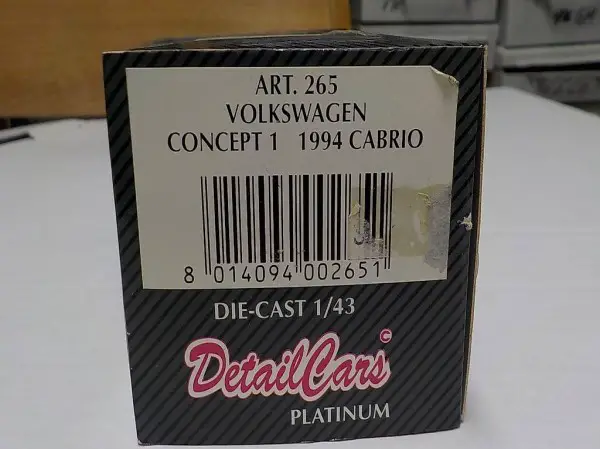 ART. 265
VOLKSWAGEN
CONCEPT 1 1994 CABRIO
8 014094 002651
DIE-CAST 1/43
DetailCars ©
PLATINUM